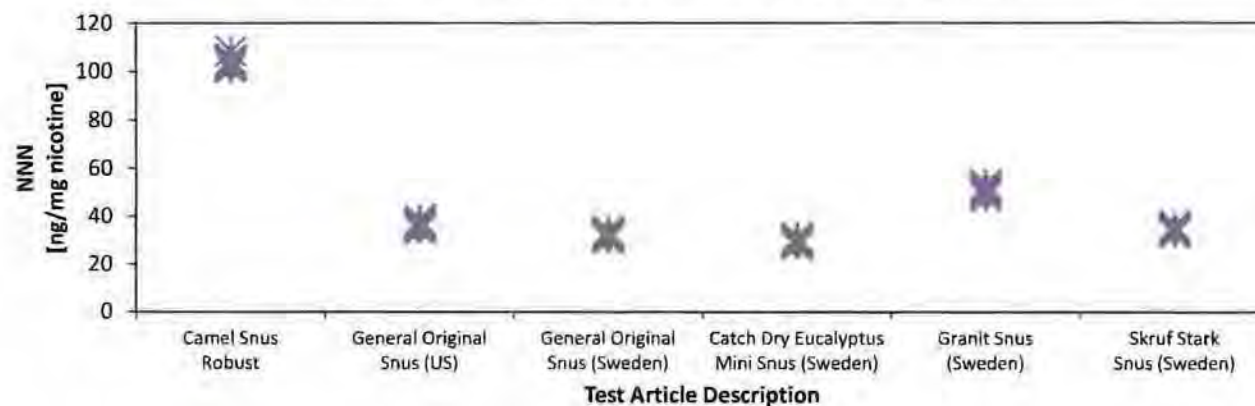 120
100
80
60
40
20
0
NNN
[ng/mg nicotine]
Camel Snus
Robust
General Original
Snus (US)
General Original
Snus (Sweden)
Catch Dry Eucalyptus
Mini Snus (Sweden)
Granit Snus
(Sweden)
Skruf Stark
Snus (Sweden)
Test Article Description